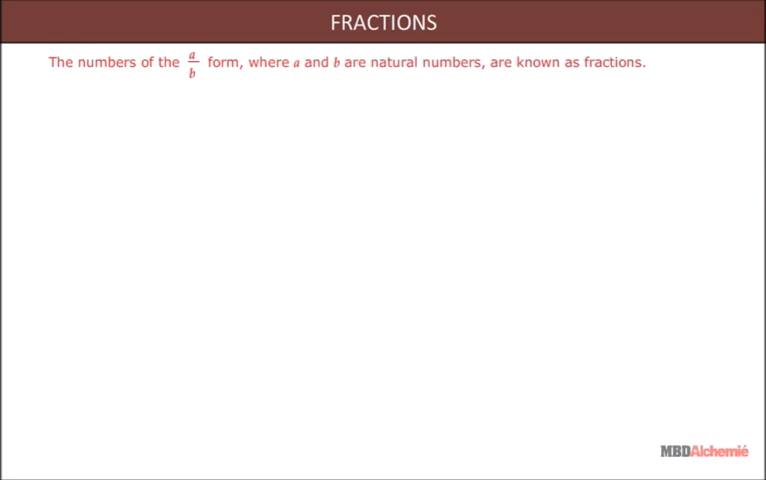 FRACTIONS
The numbers of the a/b form, where a and b are natural numbers, are known as fractions.
MBDAlchemié